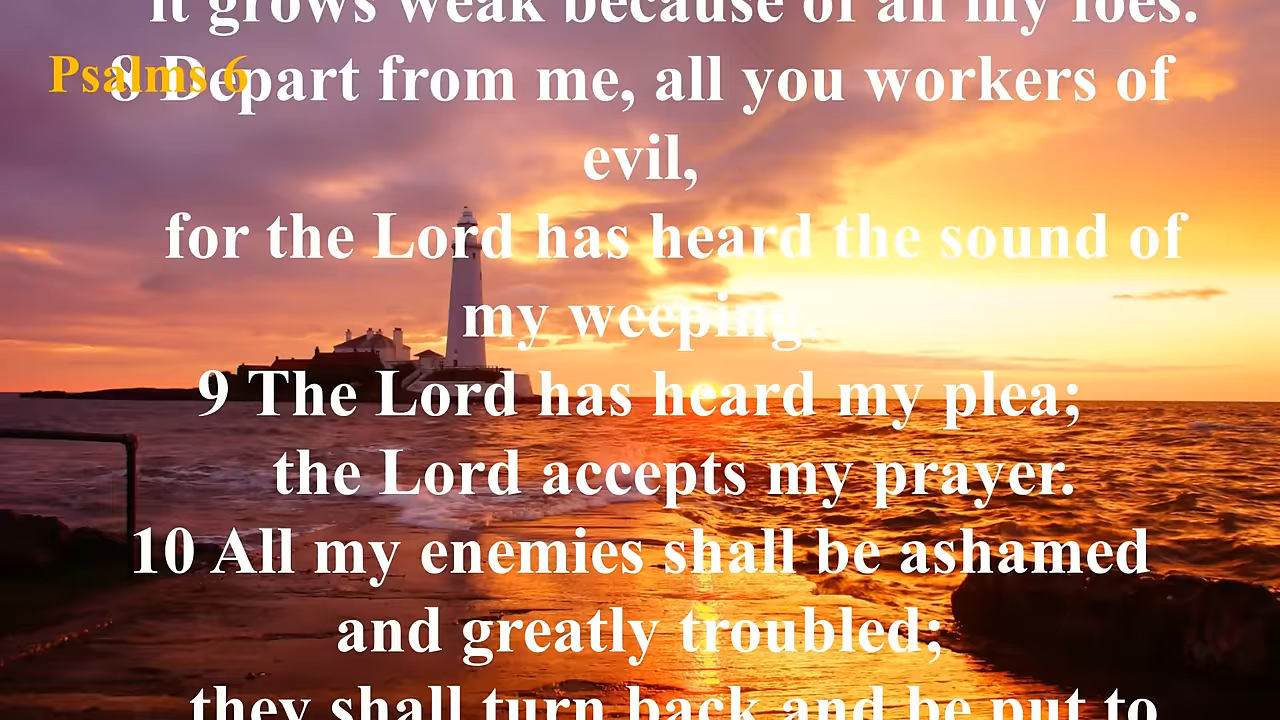 it grows weak because of all my foes.
Psalms 6
8 Depart from me, all you workers of
evil,
for the Lord has heard the sound of
my weeping.
9 The Lord has heard my plea;
the Lord accepts my prayer.
10 All my enemies shall be ashamed
and greatly troubled;
they shall turn back and be put to